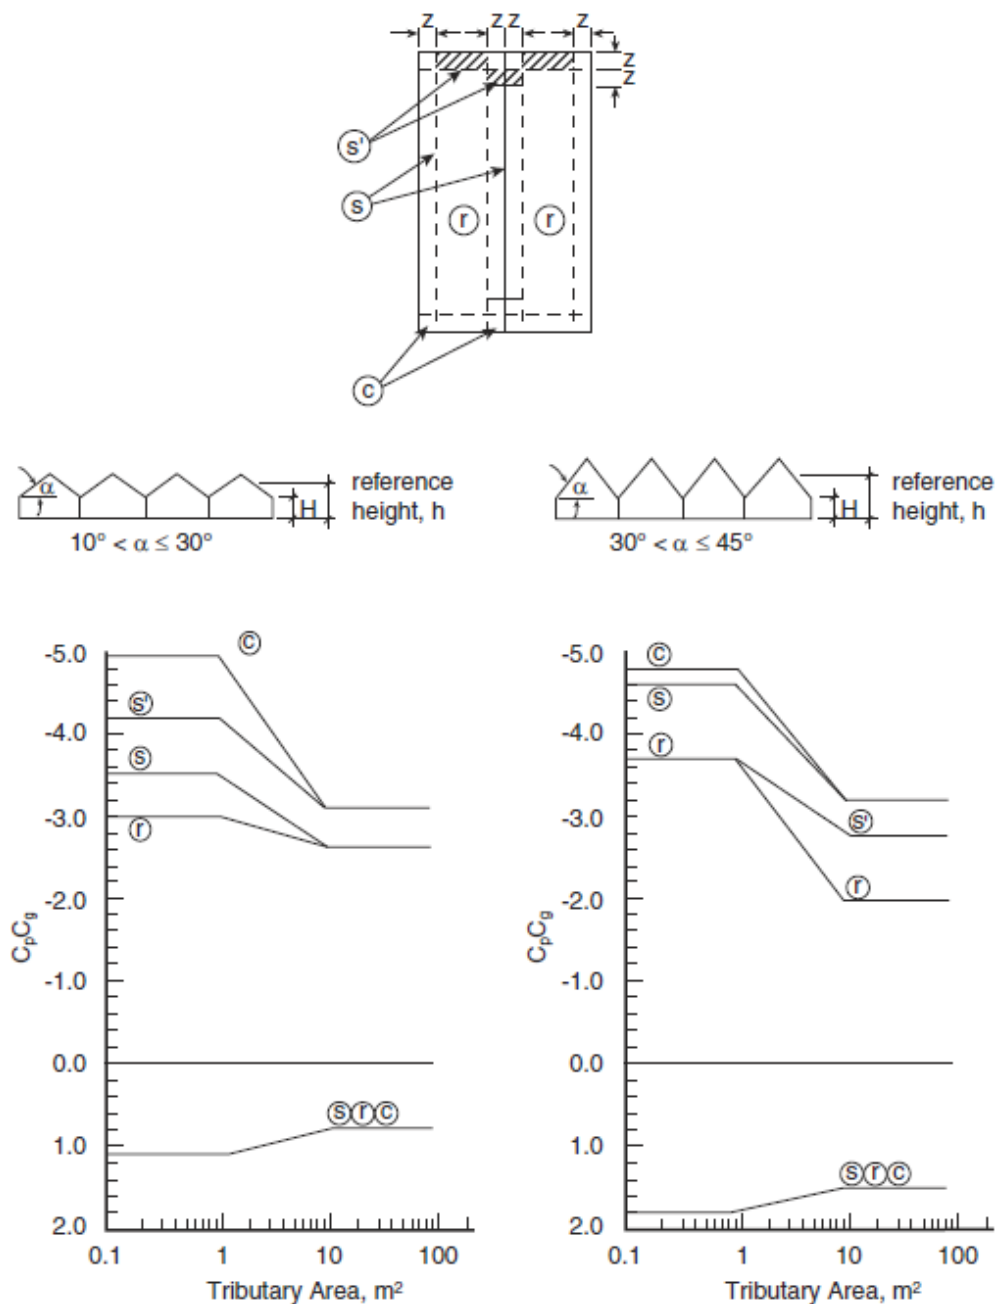 z z z z
z
z
s'
s
r r
c
α H reference
height, h
10° < α ≤ 30°
α H reference
height, h
30° < α ≤ 45°
CpCg
-5.0
-4.0
-3.0
-2.0
-1.0
0.0
1.0
2.0
c
s'
s
r
s r c
0.1 1 10 100
Tributary Area, m²
CpCg
-5.0
-4.0
-3.0
-2.0
-1.0
0.0
1.0
2.0
c
s
r
s'
r
s r c
0.1 1 10 100
Tributary Area, m²